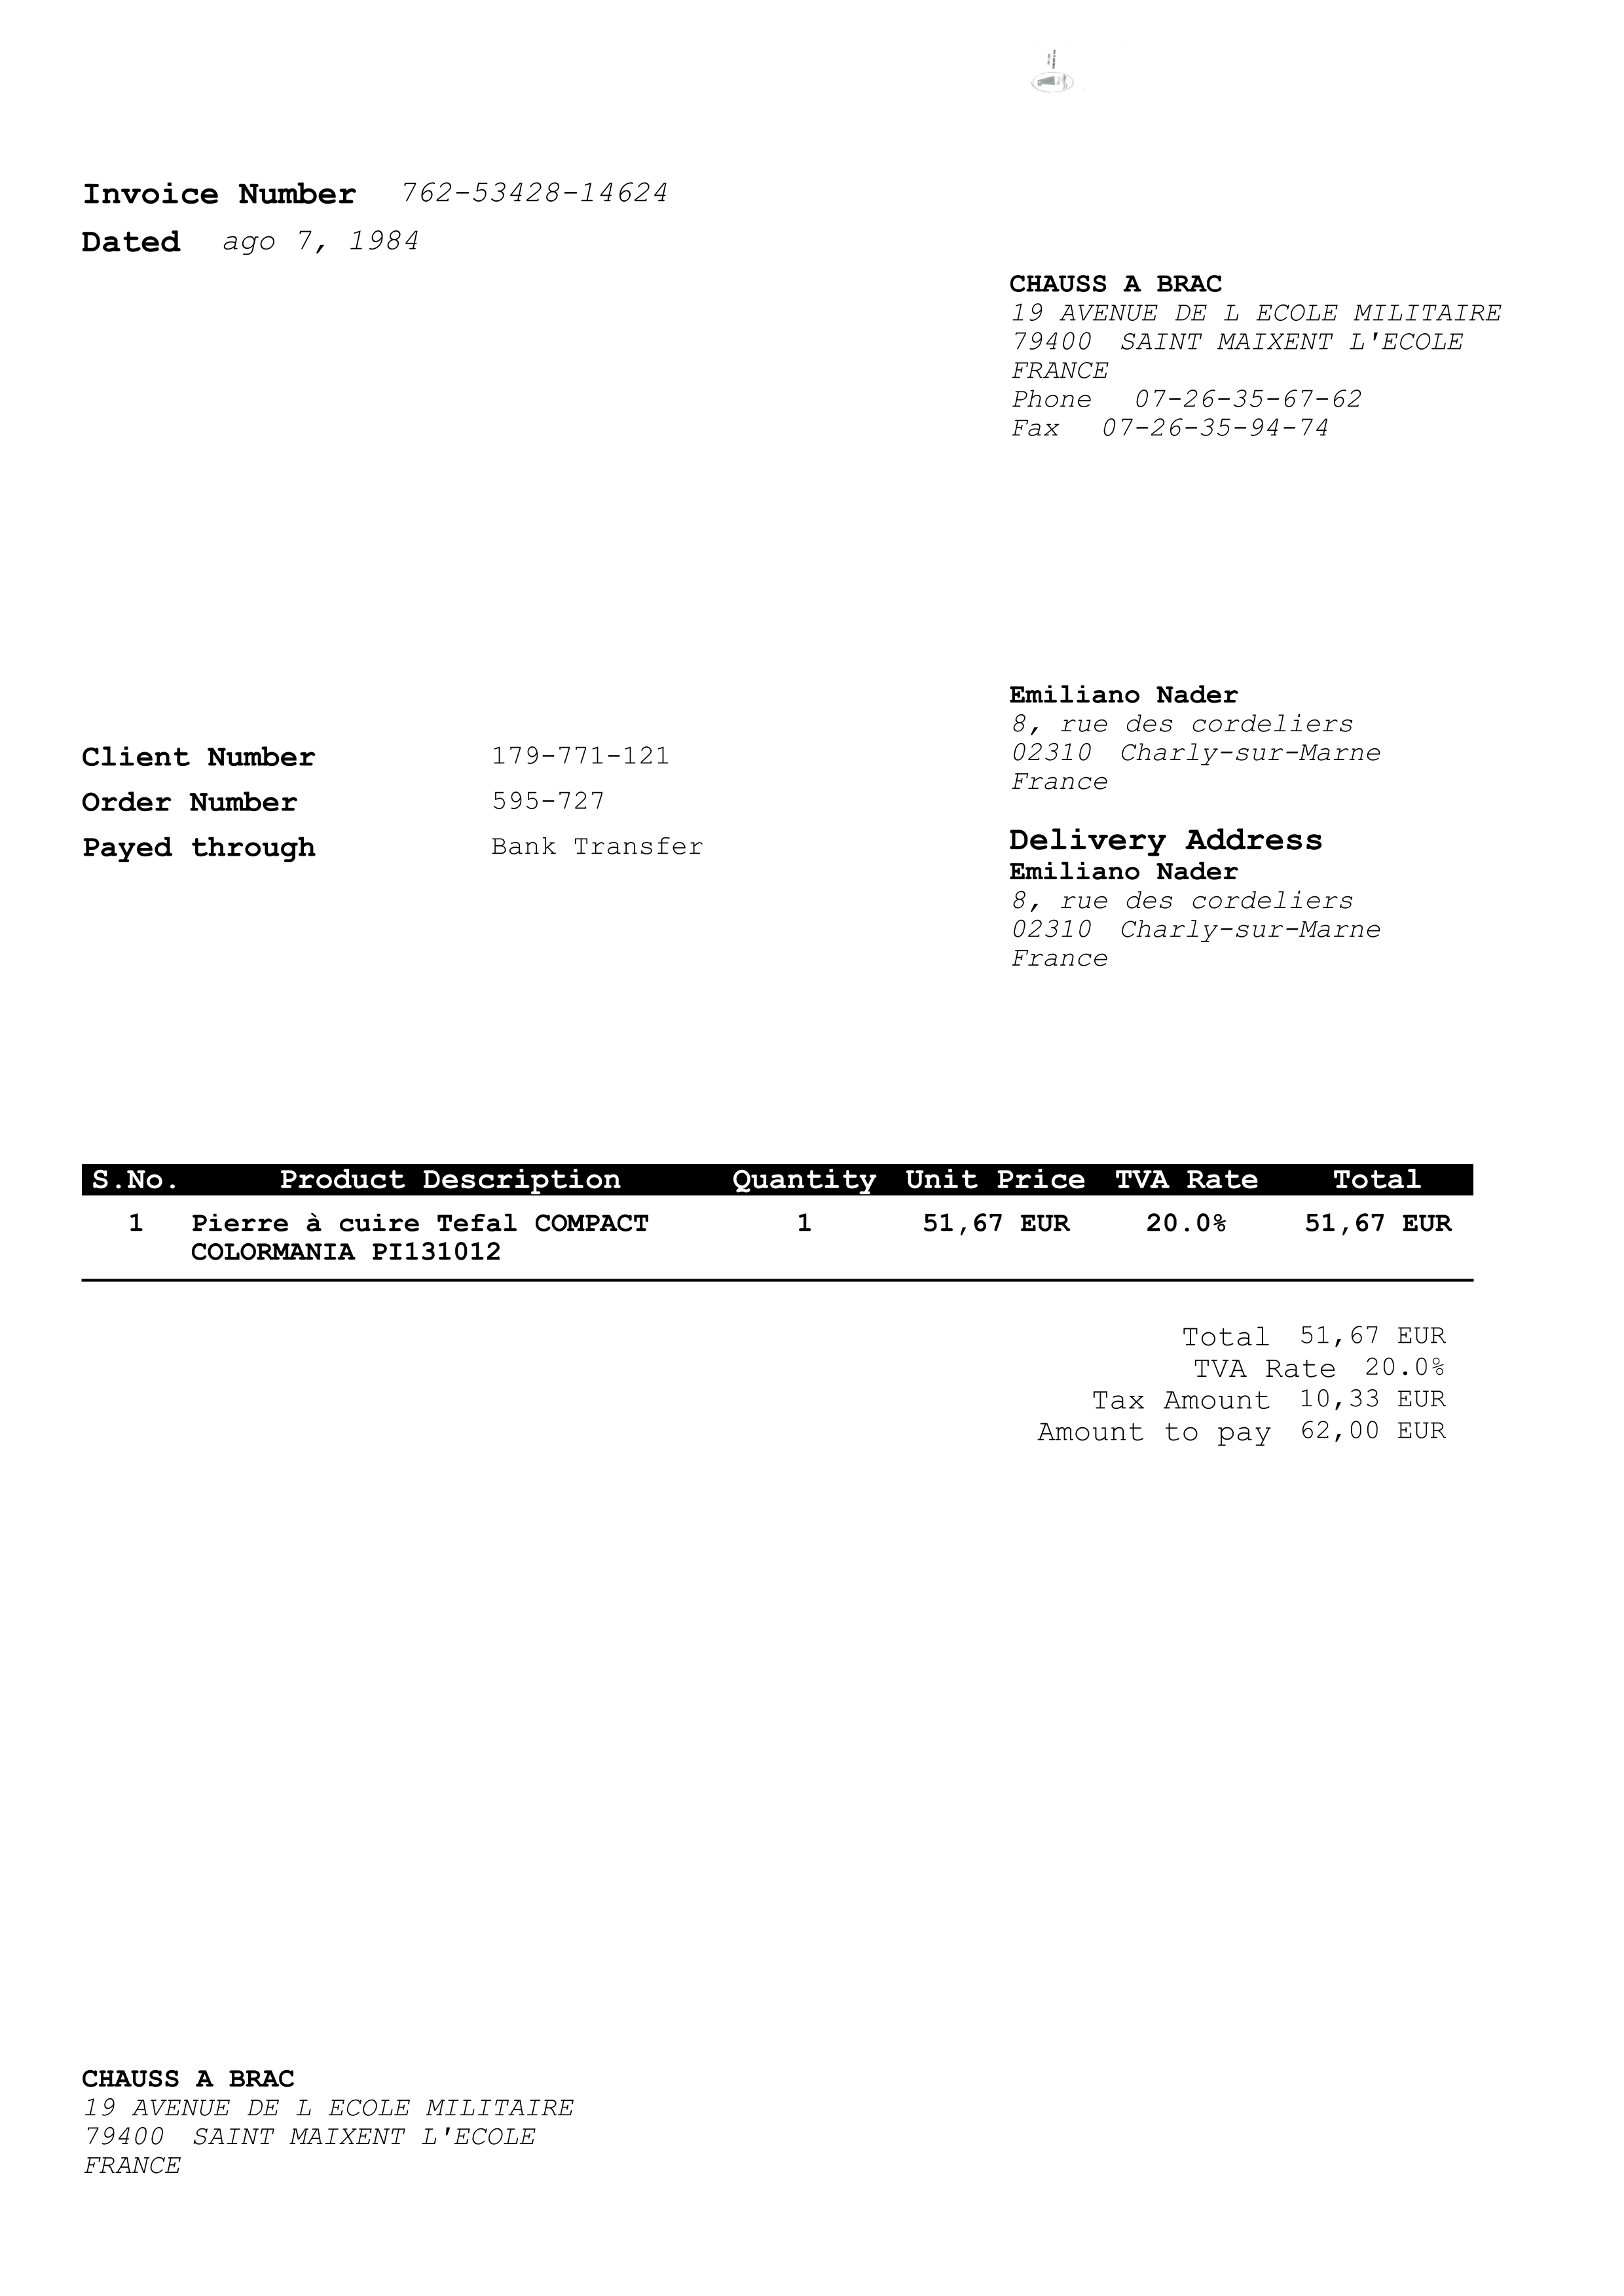 Invoice Number 762-53428-14624
Dated ago 7, 1984
CHAUSS A BRAC
19 AVENUE DE L ECOLE MILITAIRE
79400 SAINT MAIXENT L'ECOLE
FRANCE
Phone 07-26-35-67-62
Fax 07-26-35-94-74
Emiliano Nader
8, rue des cordeliers
02310 Charly-sur-Marne
France
Client Number 179-771-121
Order Number 595-727
Payed through Bank Transfer
Delivery Address
Emiliano Nader
8, rue des cordeliers
02310 Charly-sur-Marne
France
S.No. Product Description Quantity Unit Price TVA Rate Total
1 Pierre à cuire Tefal COMPACT 1 51,67 EUR 20.0% 51,67 EUR
COLORMANIA PI131012
Total 51,67 EUR
TVA Rate 20.0%
Tax Amount 10,33 EUR
Amount to pay 62,00 EUR
CHAUSS A BRAC
19 AVENUE DE L ECOLE MILITAIRE
79400 SAINT MAIXENT L'ECOLE
FRANCE